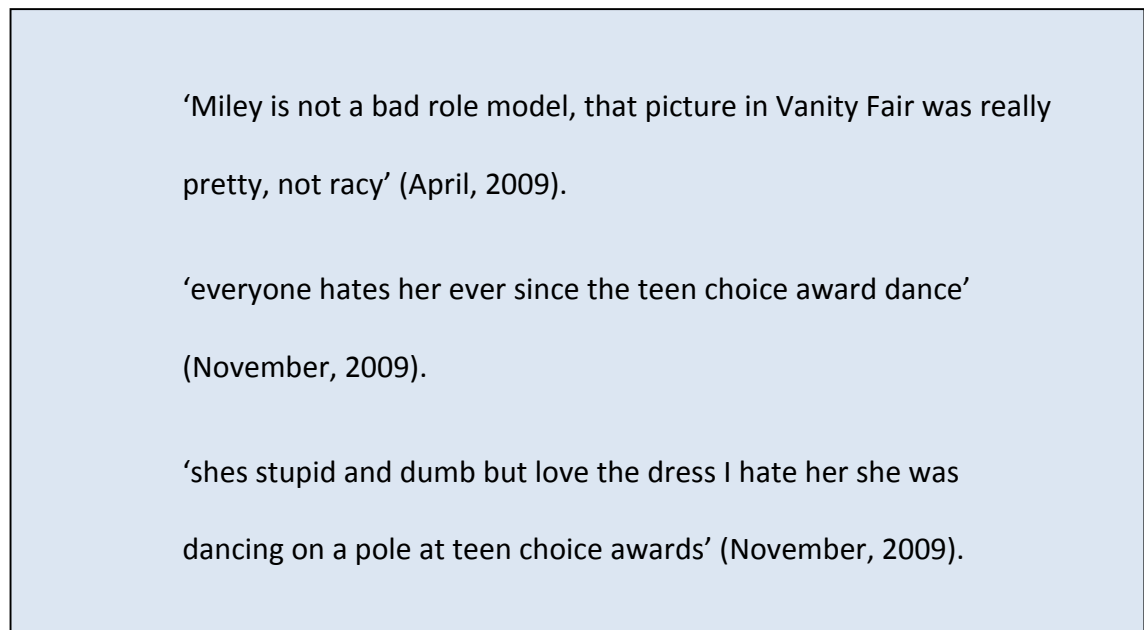 ‘Miley is not a bad role model, that picture in Vanity Fair was really
pretty, not racy’ (April, 2009).
‘everyone hates her ever since the teen choice award dance’
(November, 2009).
‘shes stupid and dumb but love the dress I hate her she was
dancing on a pole at teen choice awards’ (November, 2009).